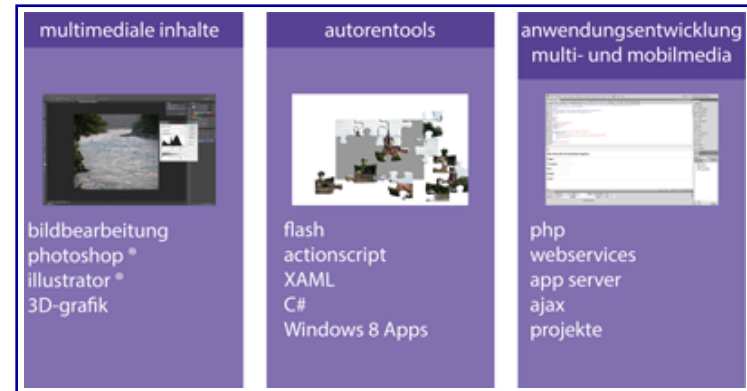 multimediale inhalte
bildbearbeitung
photoshop ®
illustrator ®
3D-grafik
autorentools
flash
actionscript
XAML
C#
Windows 8 Apps
anwendungsentwicklung
multi- und mobilmedia
php
webservices
app server
ajax
projekte